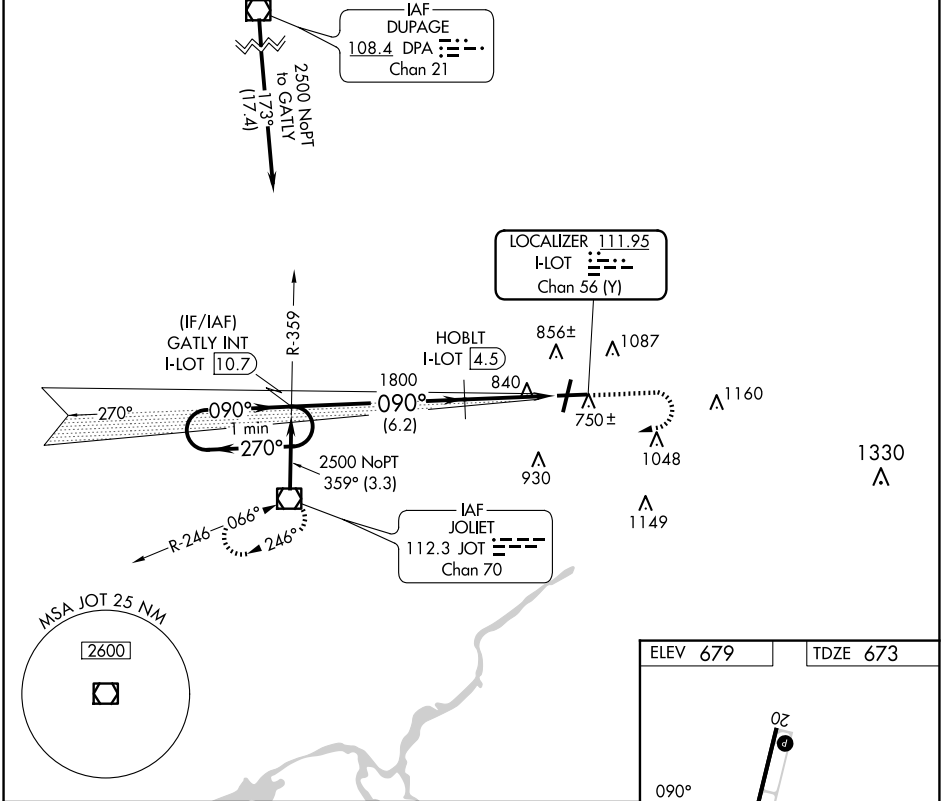 IAF
DUPAGE
108.4 DPA
Chan 21
2500 NoPT
to GATLY
173°
(17.4)
LOCALIZER 111.95
I-LOT
Chan 56 (Y)
R-359
(IF/IAF)
GATLY INT
I-LOT 10.7
HOBLT
I-LOT 4.5
856±
1087
1800
840
270°
090°
090°
1160
1 min
(6.2)
750±
270°
1048
2500 NoPT
359° (3.3)
930
1330
1149
IAF
JOLIET
112.3 JOT
Chan 70
R-246
066°
246°
MSA JOT 25 NM
2600
ELEV 679
TDZE 673
20
P
090°